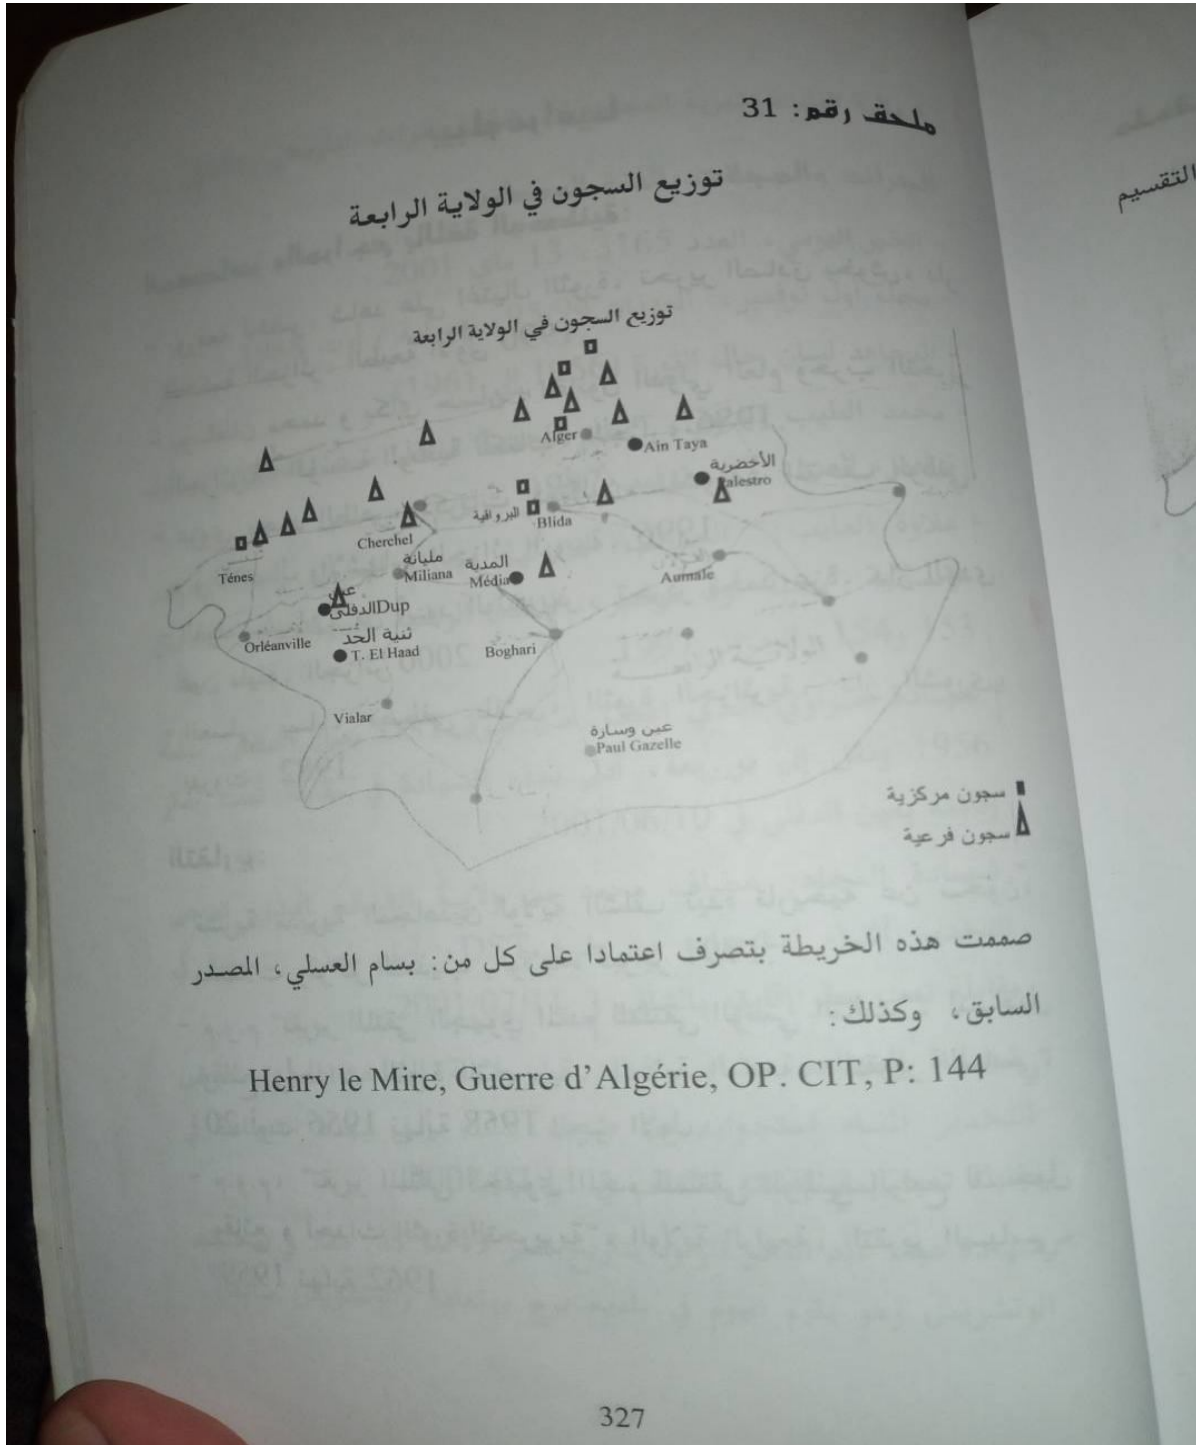 ملحق رقم: 31
التقسيم
توزيع السجون في الولاية الرابعة
توزيع السجون في الولاية الرابعة
Alger
Ain Taya
الأخضرية
Palestro
البرواقية
Blida
Cherchel
Ténes
مليانة
Miliana
المدية
Média
Aumale
عين
الدفلى Dup
Orléanville
ثنية الحد
T. El Haad
Boghari
Vialar
عين وسارة
Paul Gazelle
سجون مركزية
سجون فرعية
صممت هذه الخريطة بتصرف اعتمادا على كل من: بسام العسلي، المصدر
السابق، وكذلك:
Henry le Mire, Guerre d'Algérie, OP. CIT, P: 144
327